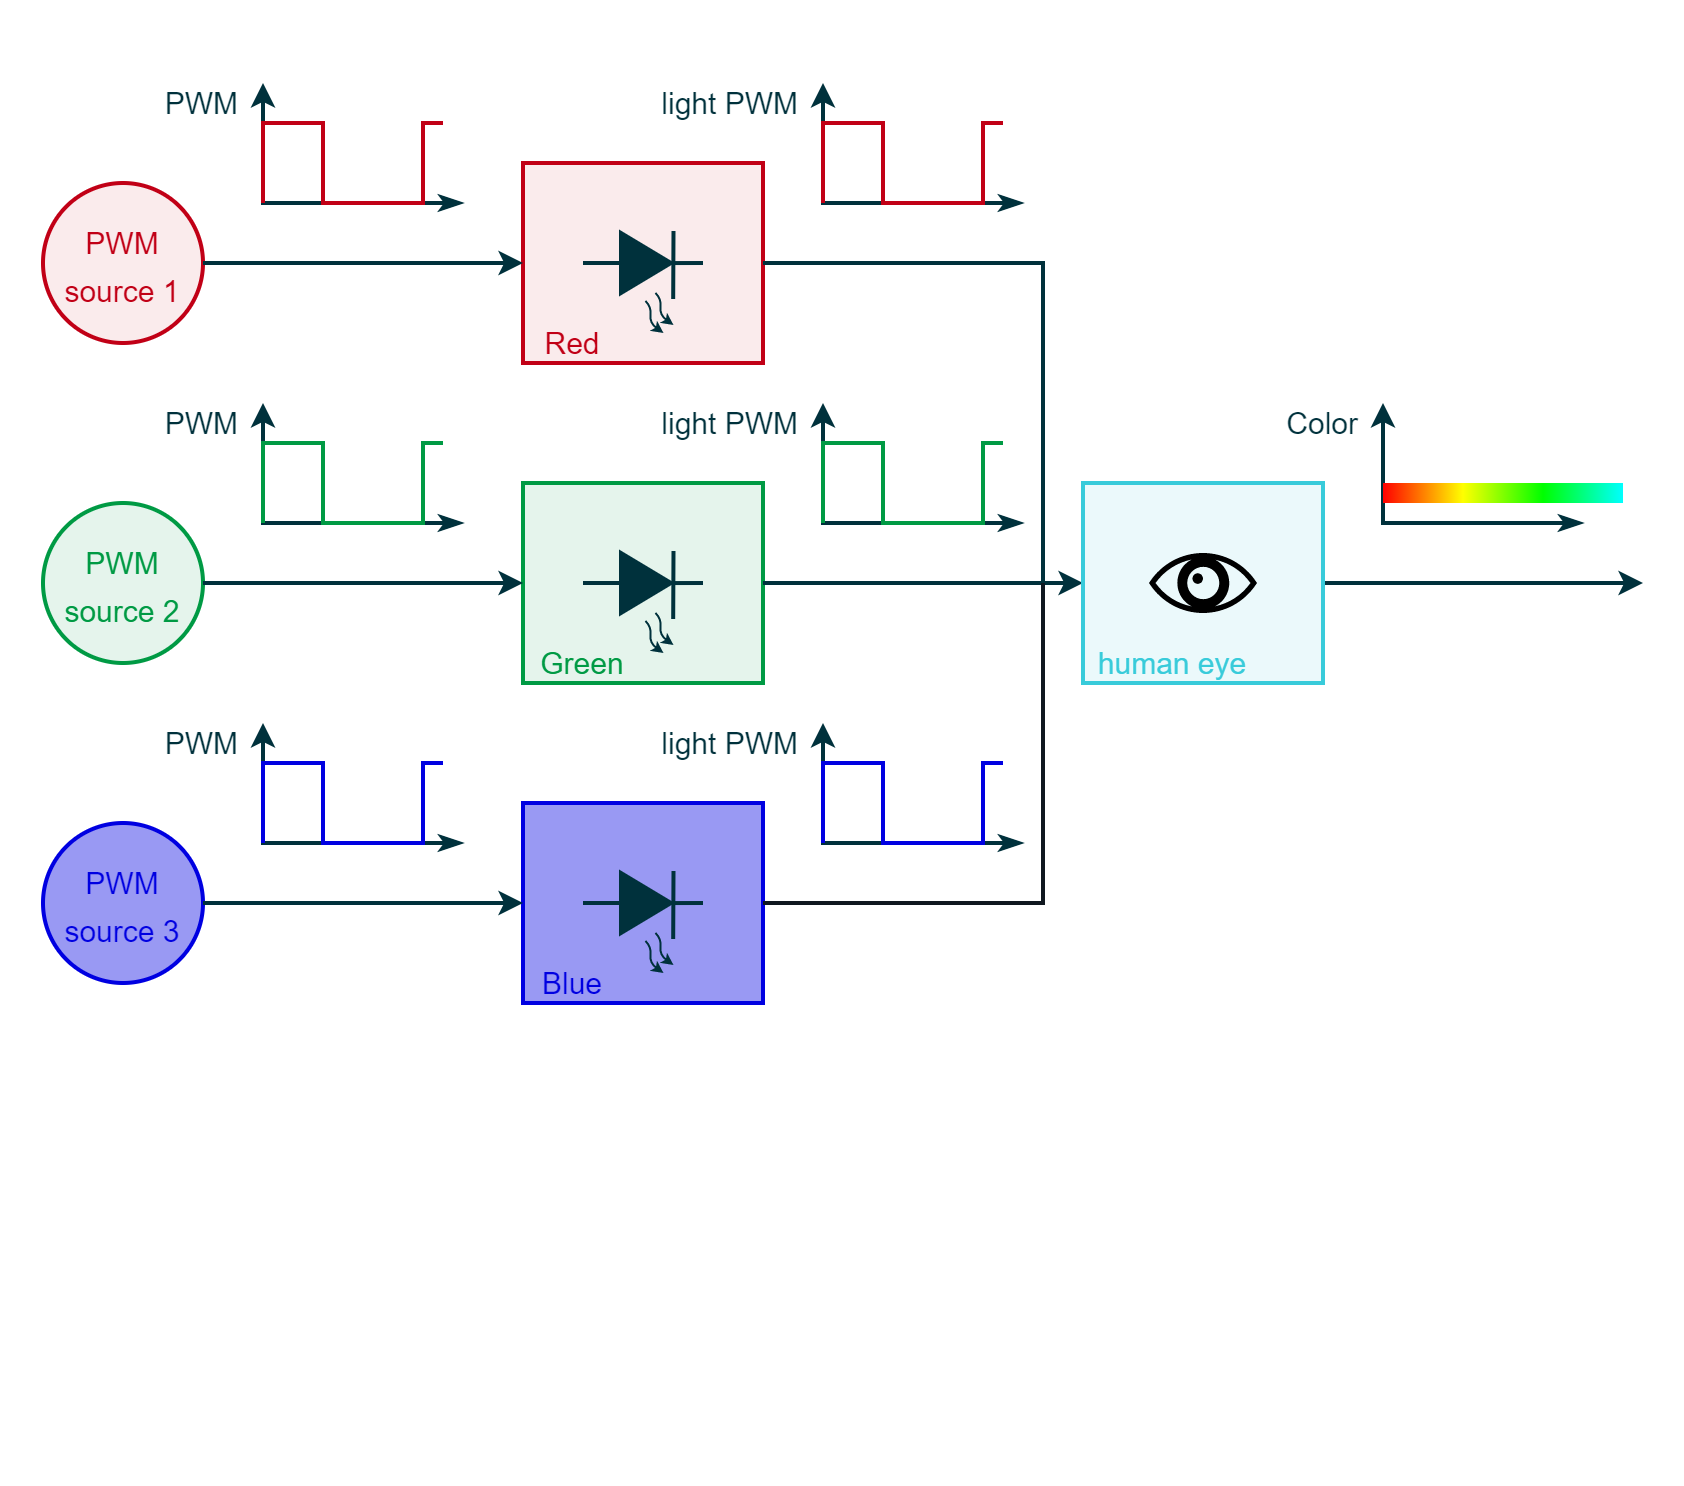 PWM
light PWM
PWM
source 1
Red
PWM
light PWM
Color
PWM
source 2
Green
human eye
PWM
light PWM
PWM
source 3
Blue